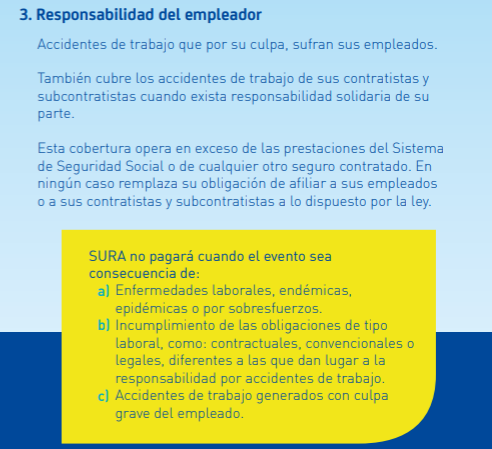 3. Responsabilidad del empleador
Accidentes de trabajo que por su culpa, sufran sus empleados.
También cubre los accidentes de trabajo de sus contratistas y
subcontratistas cuando exista responsabilidad solidaria de su
parte.
Esta cobertura opera en exceso de las prestaciones del Sistema
de Seguridad Social o de cualquier otro seguro contratado. En
ningún caso remplaza su obligación de afiliar a sus empleados
o a sus contratistas y subcontratistas a lo dispuesto por la ley.
SURA no pagará cuando el evento sea
consecuencia de:
a) Enfermedades laborales, endémicas,
epidémicas o por sobresfuerzos.
b) Incumplimiento de las obligaciones de tipo
laboral, como: contractuales, convencionales o
legales, diferentes a las que dan lugar a la
responsabilidad por accidentes de trabajo.
c) Accidentes de trabajo generados con culpa
grave del empleado.